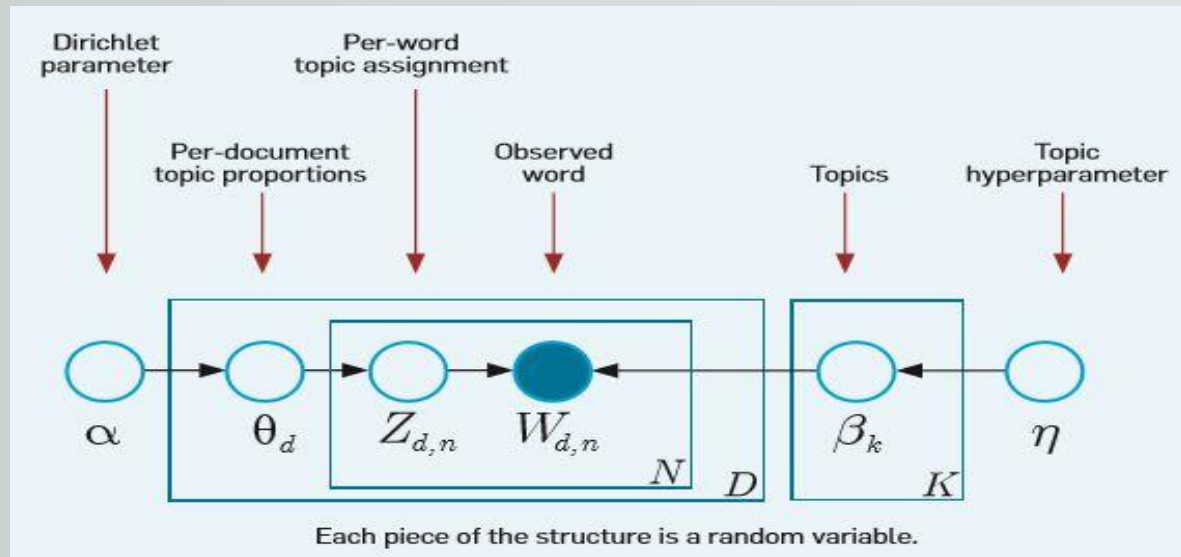 Dirichlet
parameter
Per-word
topic assignment
Per-document
topic proportions
Observed
word
Topics
Topic
hyperparameter
α
θd
Zd,n
Wd,n
N
D
βk
K
η
Each piece of the structure is a random variable.